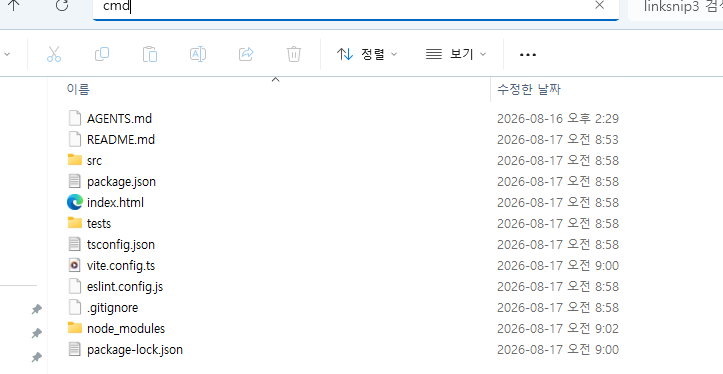 cmd
linksnip3 검색
정렬
보기
이름 수정한 날짜
AGENTS.md 2026-08-16 오후 2:29
README.md 2026-08-17 오전 8:53
src 2026-08-17 오전 8:58
package.json 2026-08-17 오전 8:58
index.html 2026-08-17 오전 8:58
tests 2026-08-17 오전 8:58
tsconfig.json 2026-08-17 오전 8:58
vite.config.ts 2026-08-17 오전 9:00
eslint.config.js 2026-08-17 오전 8:58
.gitignore 2026-08-17 오전 8:58
node_modules 2026-08-17 오전 9:02
package-lock.json 2026-08-17 오전 9:00